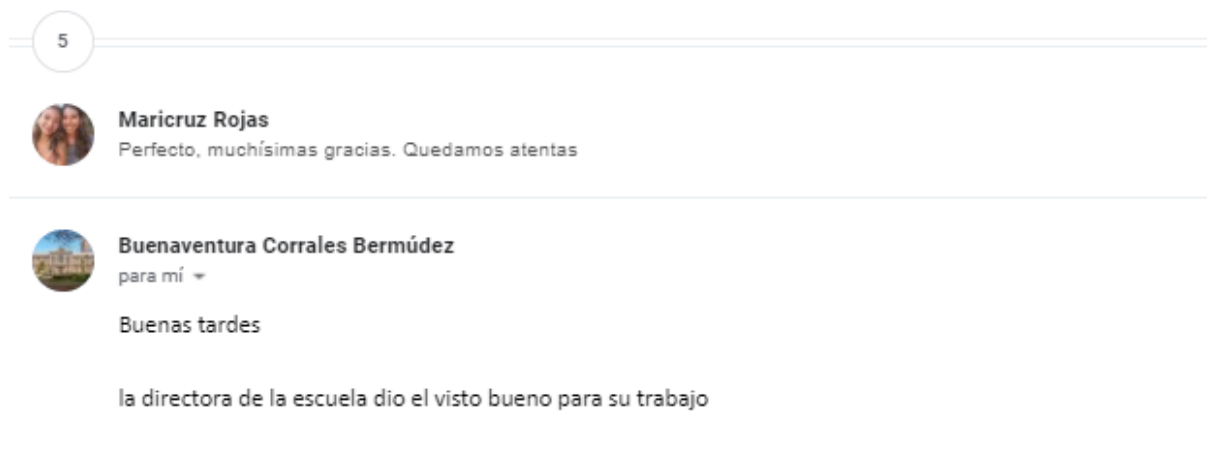 5
Maricruz Rojas
Perfecto, muchísimas gracias. Quedamos atentas
Buenaventura Corrales Bermúdez
para mí
Buenas tardes
la directora de la escuela dio el visto bueno para su trabajo